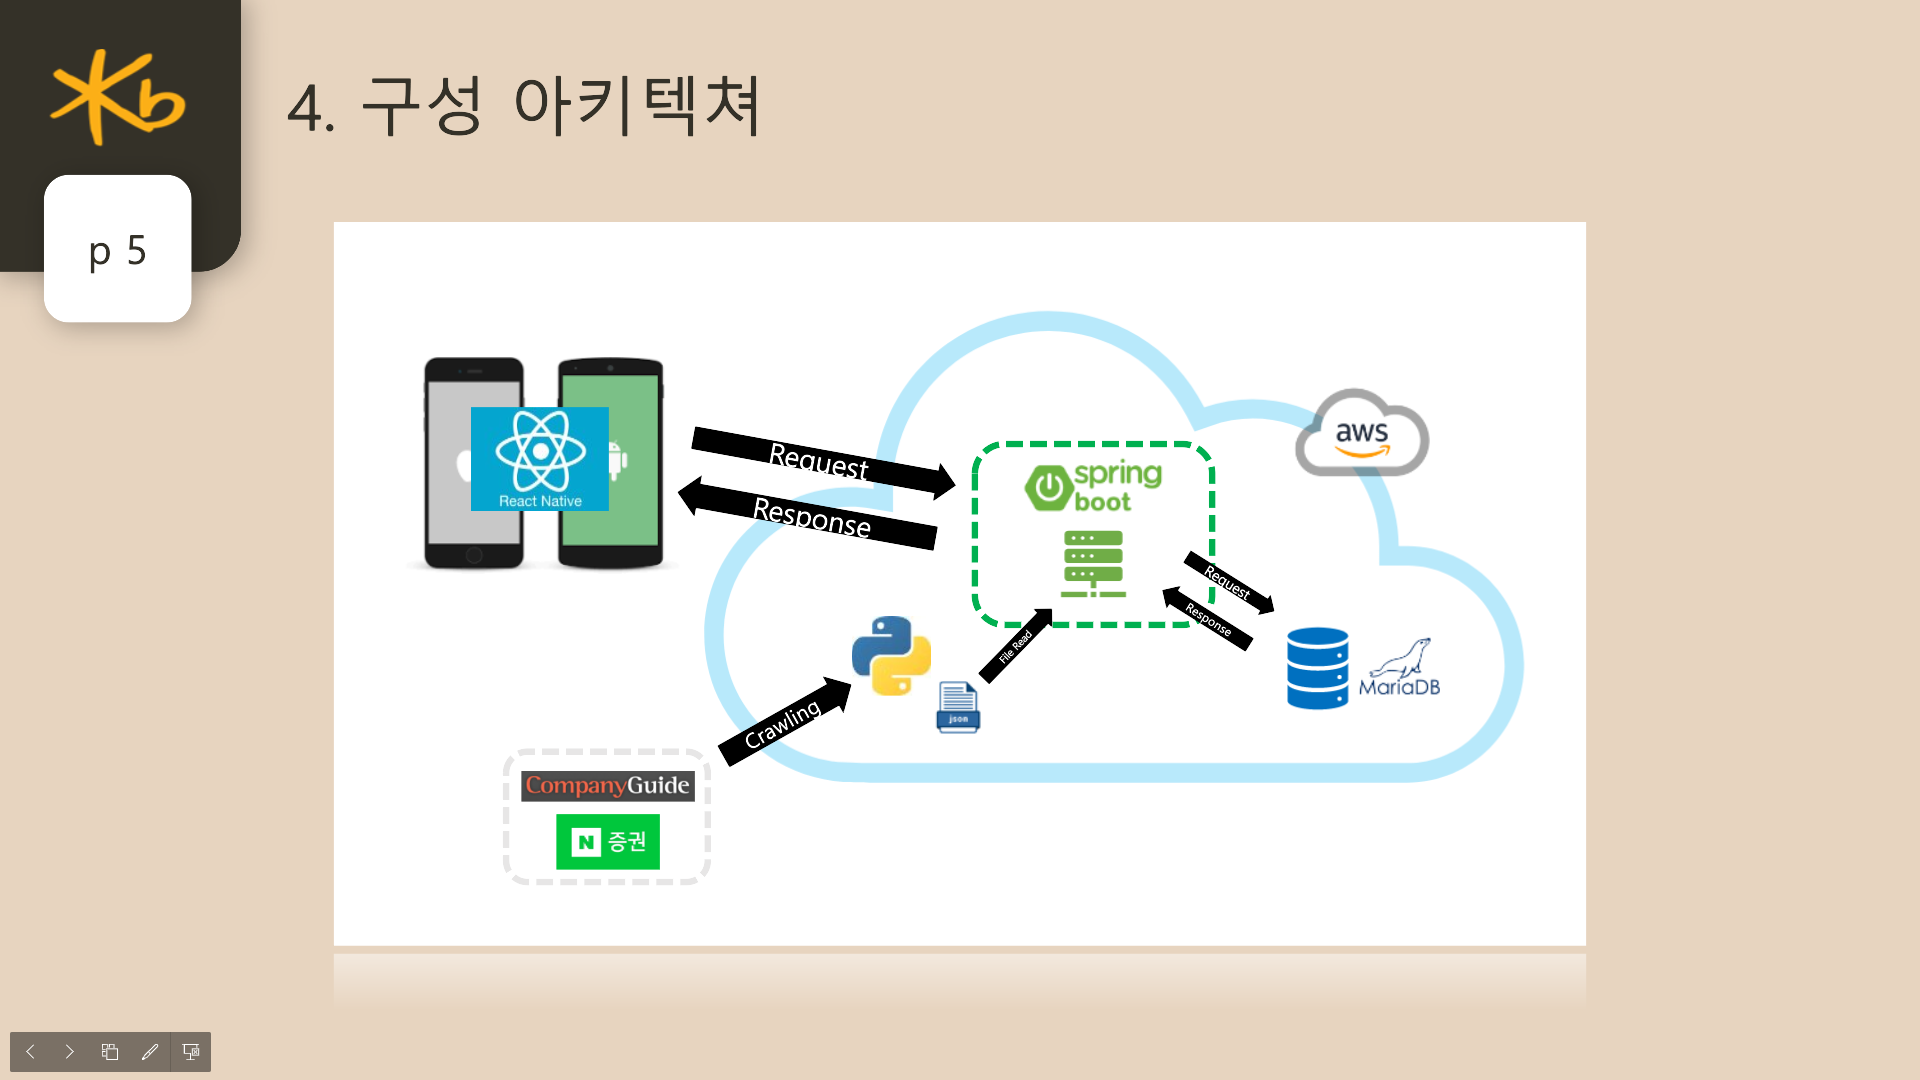 b
4. 구성 아키텍쳐
p 5
React Native
Request
Response
spring
boot
aws
Request
Response
File Read
json
MariaDB
Crawling
CompanyGuide
N 증권